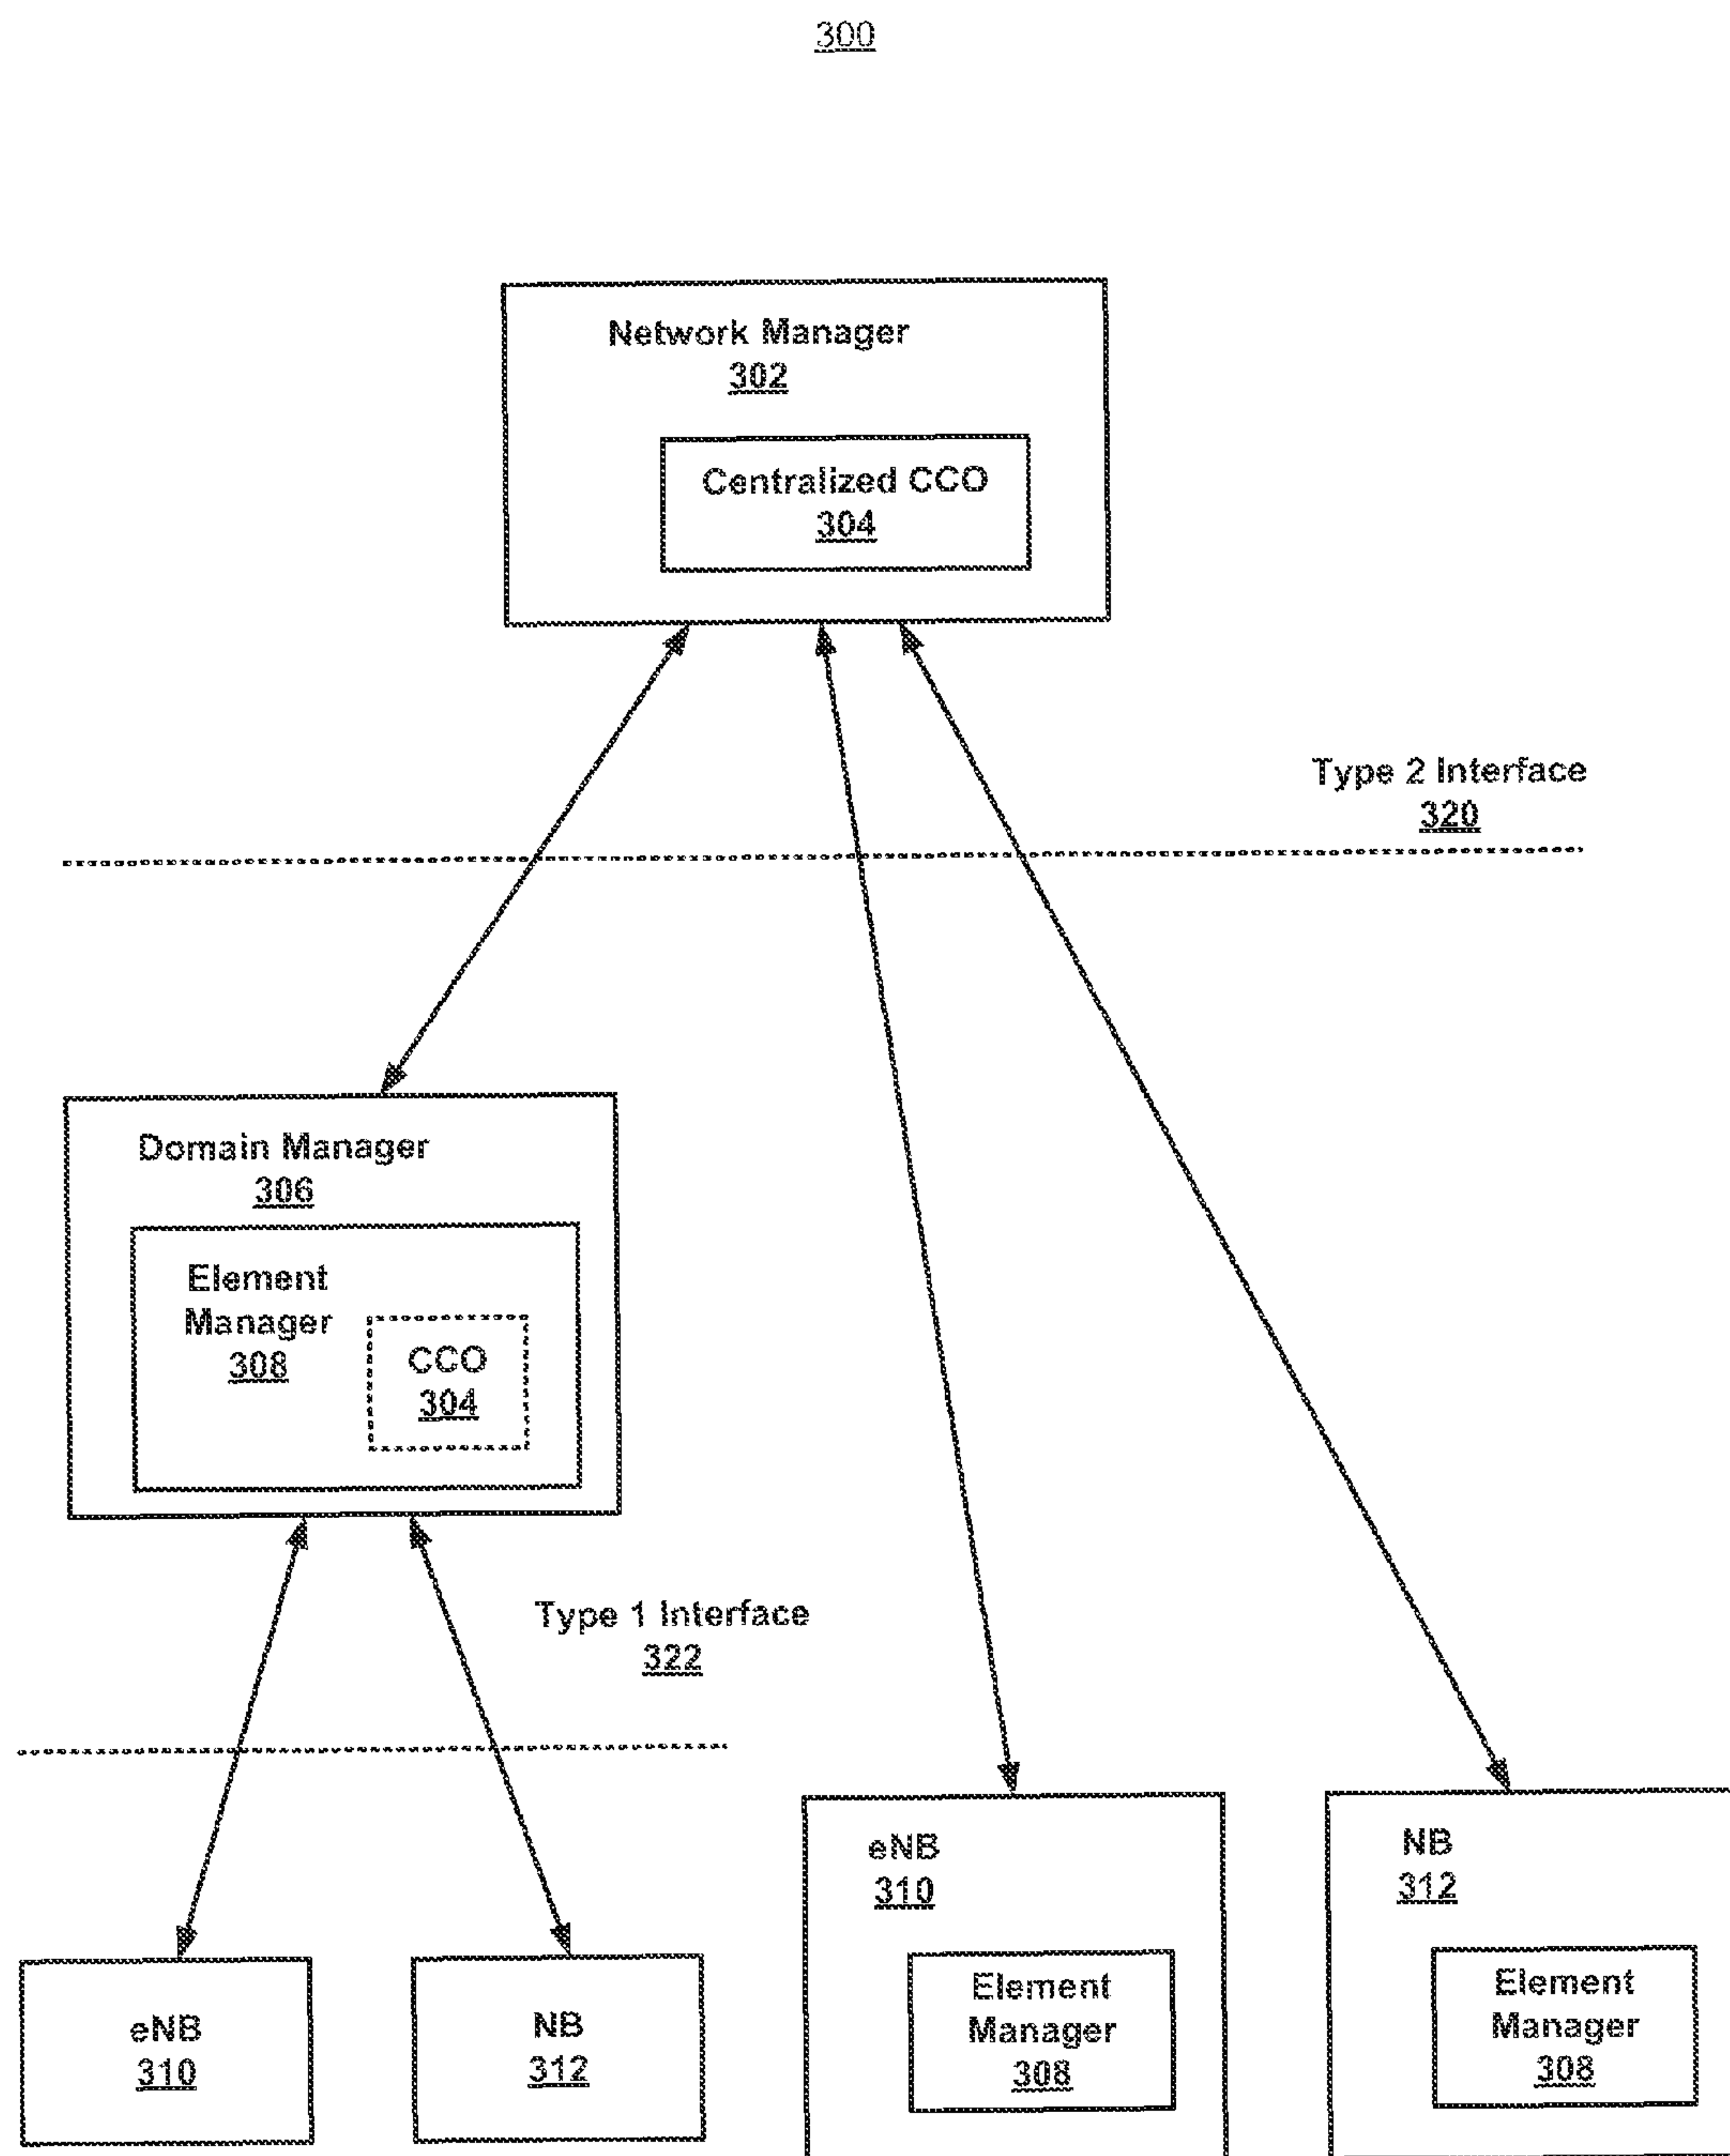 300
Network Manager
302
Centralized CCO
304
Type 2 Interface
320
Domain Manager
306
Element
Manager
308
CCO
304
Type 1 Interface
322
eNB
310
NB
312
eNB
310
Element
Manager
308
NB
312
Element
Manager
308